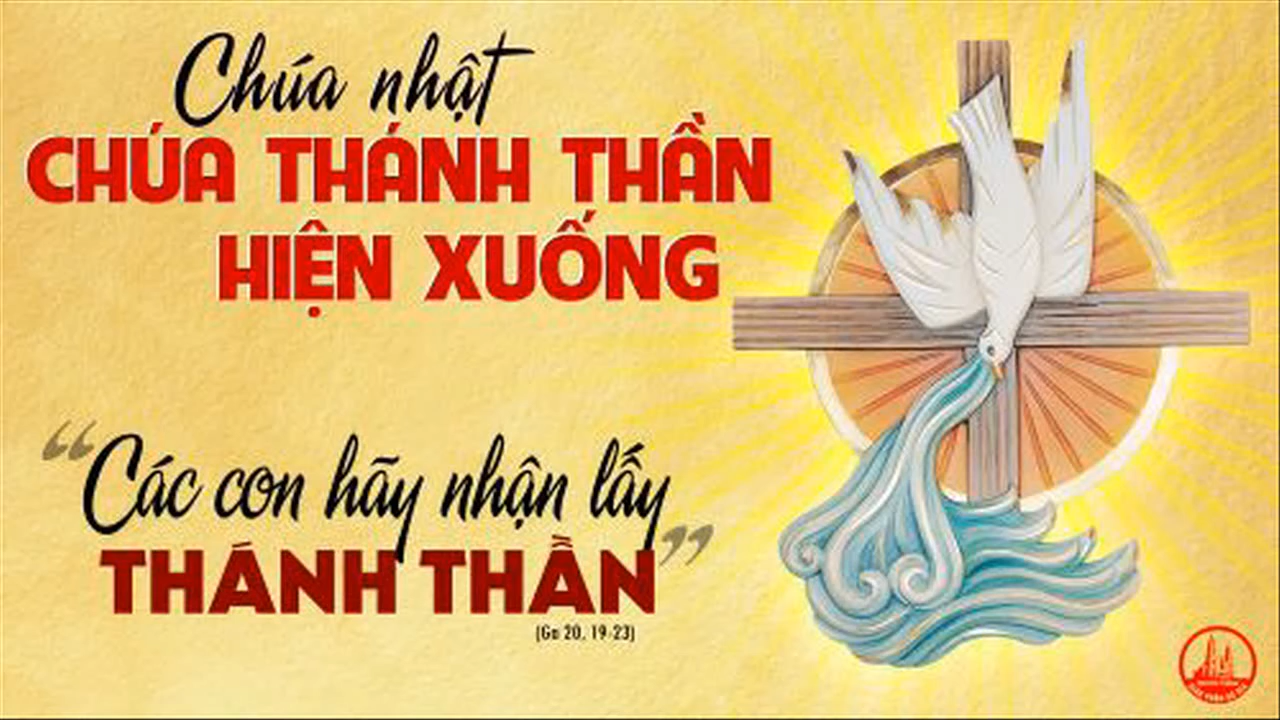 Chúa nhật
CHÚA THÁNH THẦN
HIỆN XUỐNG
“Các con hãy nhận lấy
THÁNH THẦN”
(Ga 20, 19-23)